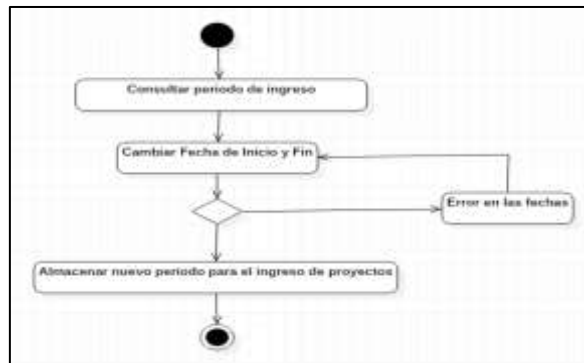 Consultar periodo de ingreso
Cambiar Fecha de Inicio y Fin
Error en las fechas
Almacenar nuevo periodo para el ingreso de proyectos